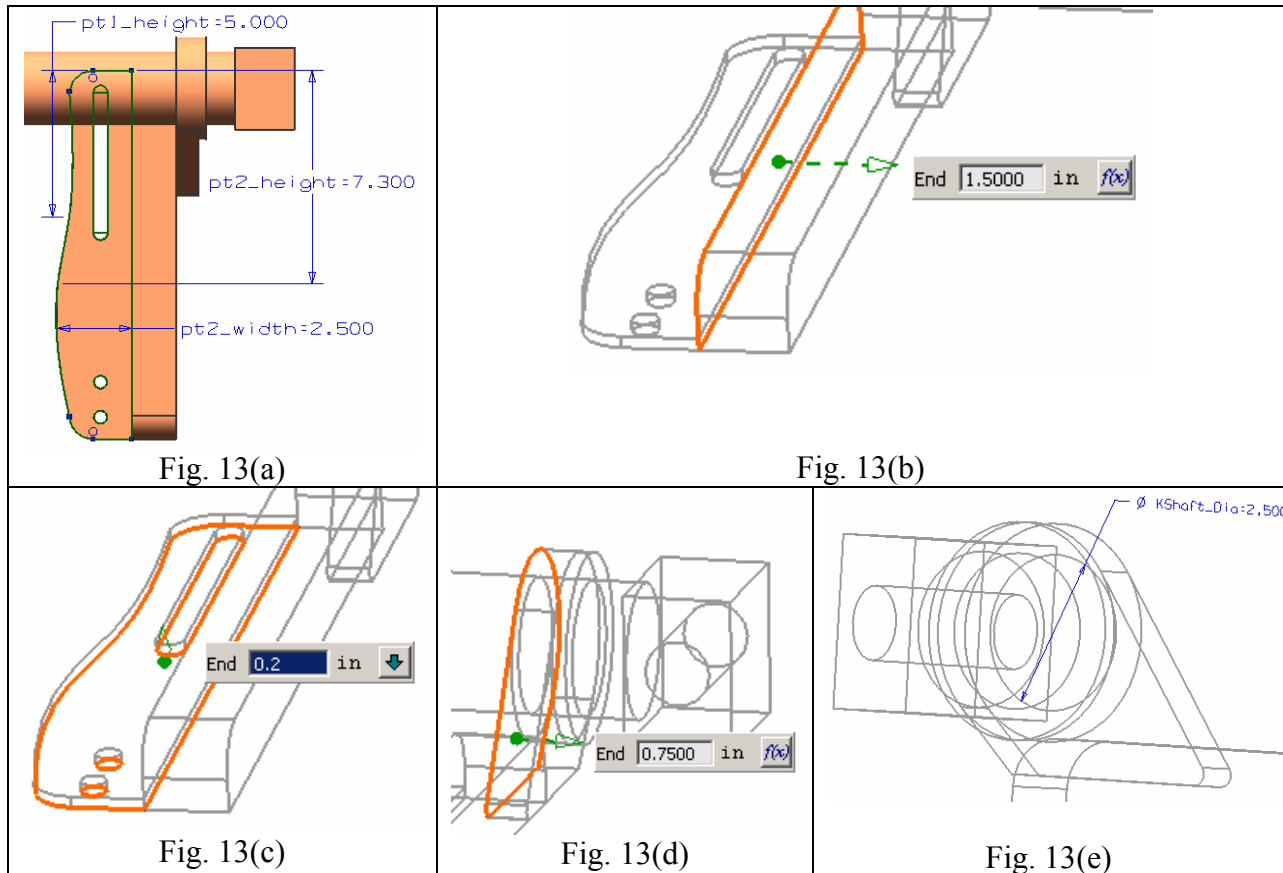 pt1_height=5.000
pt2_height=7.300
pt2_width=2.500
Fig. 13(a)
End 1.5000 in f(x)
Fig. 13(b)
End 0.2 in
Fig. 13(c)
End 0.7500 in f(x)
Fig. 13(d)
Ø KShaft_Dia=2.500
Fig. 13(e)